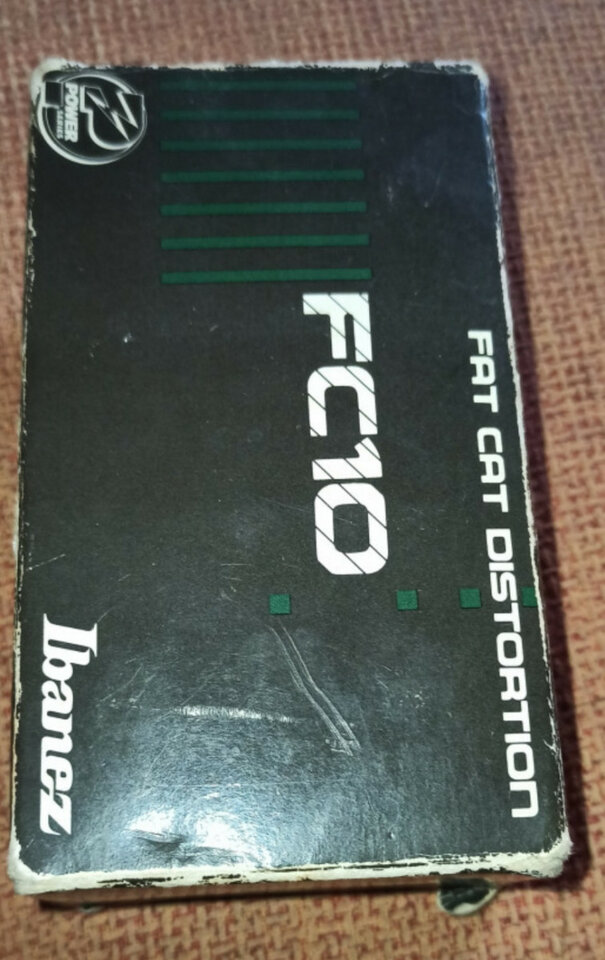 POWER
SERIES
FAT CAT DISTORTION
FC10
Ibanez